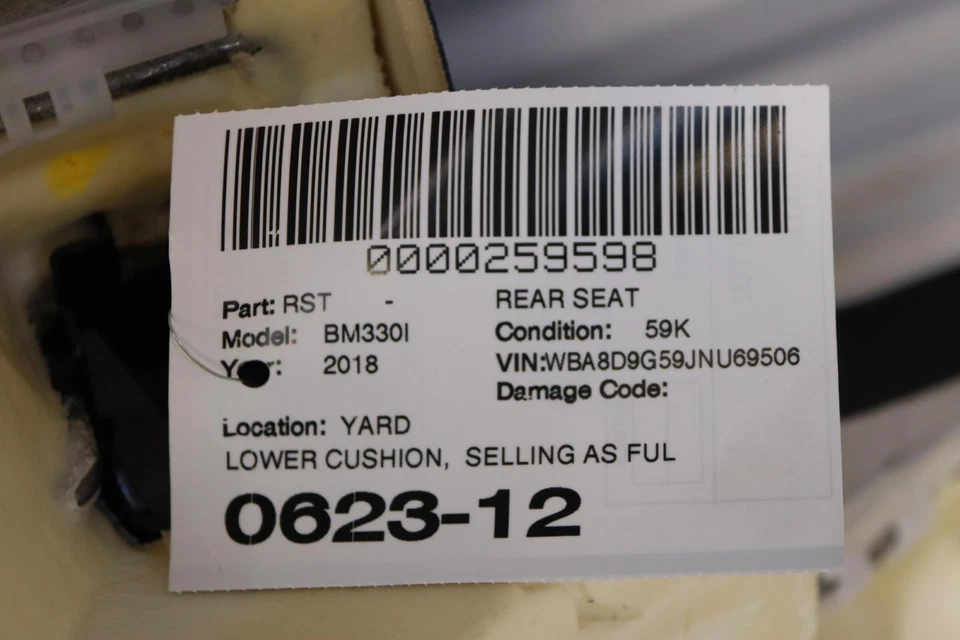 0000259598
Part: RST - REAR SEAT
Model: BM330I Condition: 59K
Year: 2018 VIN:WBA8D9G59JNU69506
Damage Code:
Location: YARD
LOWER CUSHION, SELLING AS FUL
0623-12